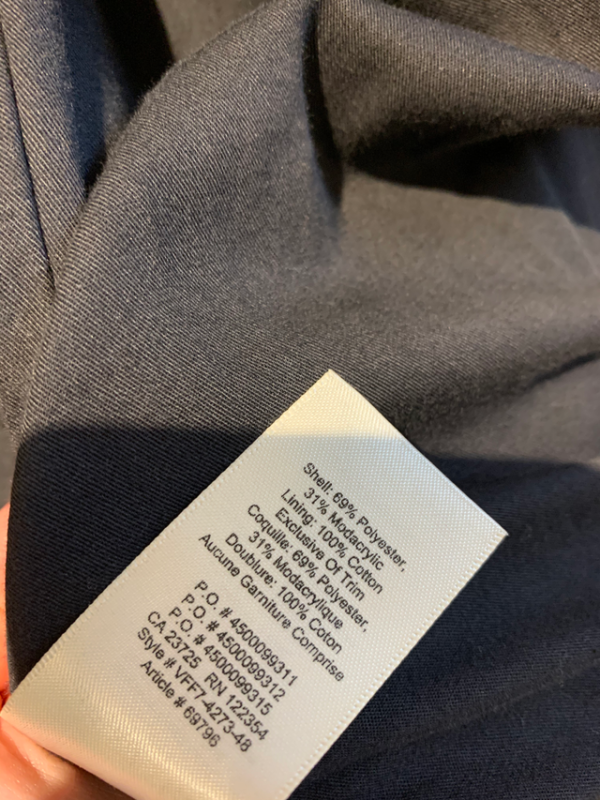 Shell: 69% Polyester,
31% Modacrylic
Lining: 100% Cotton
Exclusive Of Trim
Coquille: 69% Polyester,
31% Modacrylique
Doublure: 100% Coton
Aucune Garniture Comprise
P.O. # 4500099311
P.O. # 4500099312
P.O. # 4500099315
CA 23725 RN 122354
Style # VFF7-4273-48
Article # 69796